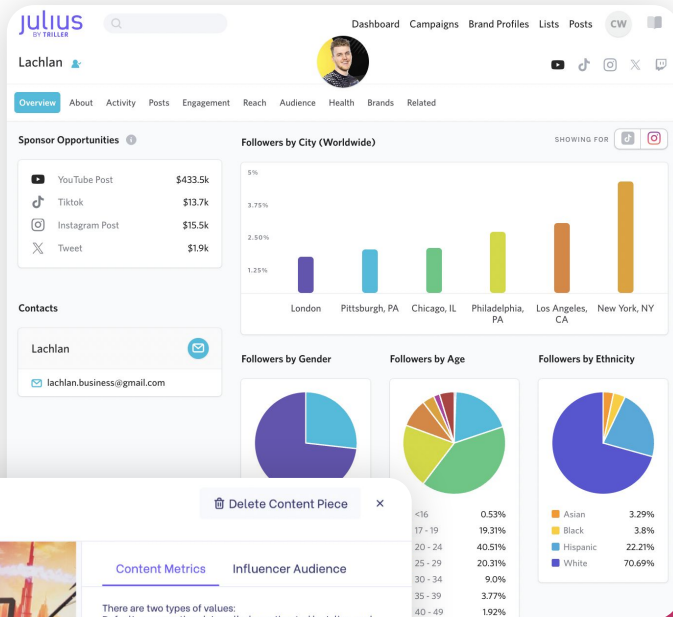 julius
BY TRILLER
Dashboard Campaigns Brand Profiles Lists Posts CW
Lachlan
Overview About Activity Posts Engagement Reach Audience Health Brands Related
Sponsor Opportunities
YouTube Post $433.5k
Tiktok $13.7k
Instagram Post $15.5k
Tweet $1.9k
Contacts
Lachlan
lachlan.business@gmail.com
Followers by City (Worldwide)
SHOWING FOR
5%
3.75%
2.50%
1.25%
London Pittsburgh, PA Chicago, IL Philadelphia, Los Angeles, New York, NY
PA CA
Followers by Gender
Followers by Age
Followers by Ethnicity
<16 0.53%
17 - 19 19.31%
20 - 24 40.51%
25 - 29 20.31%
30 - 34 9.0%
35 - 39 3.77%
40 - 49 1.92%
Asian 3.29%
Black 3.8%
Hispanic 22.21%
White 70.69%
Delete Content Piece
Content Metrics Influencer Audience
There are two types of values: